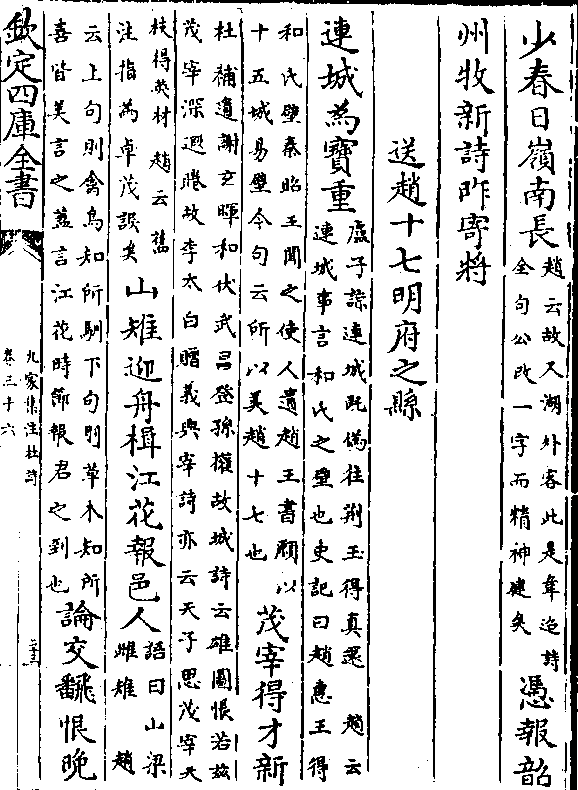 少春日嶺南長趙云故人湖外客此是韋迢詩全句公改一字而精神健矣憑報韶
州牧新詩昨寄將
送趙十七明府之縣
連城為寳重盧子諒連城既偽往荆玉得真還 趙云連城事言和氏之璧也史記曰趙惠王得
和氏璧秦昭王聞之使人遺趙王書願以十五城易璧今句云所以美趙十七也茂宰得才新
杜補遺謝玄暉和伏武昌登孫權故城詩云雄圖悵若茲茂宰深遐睠故李太白贈義興宰詩亦云天子思茂宰天
枝得英材趙云舊注指為卓茂誤矣山雉迎舟楫江花報邑人語曰山梁雌雉 趙
云上句則禽鳥知所馴下句則草木知所喜皆美言之蓋言江花時節報君之到也論交翻恨晚
欽定四庫全書
九家集注杜詩
卷三十六